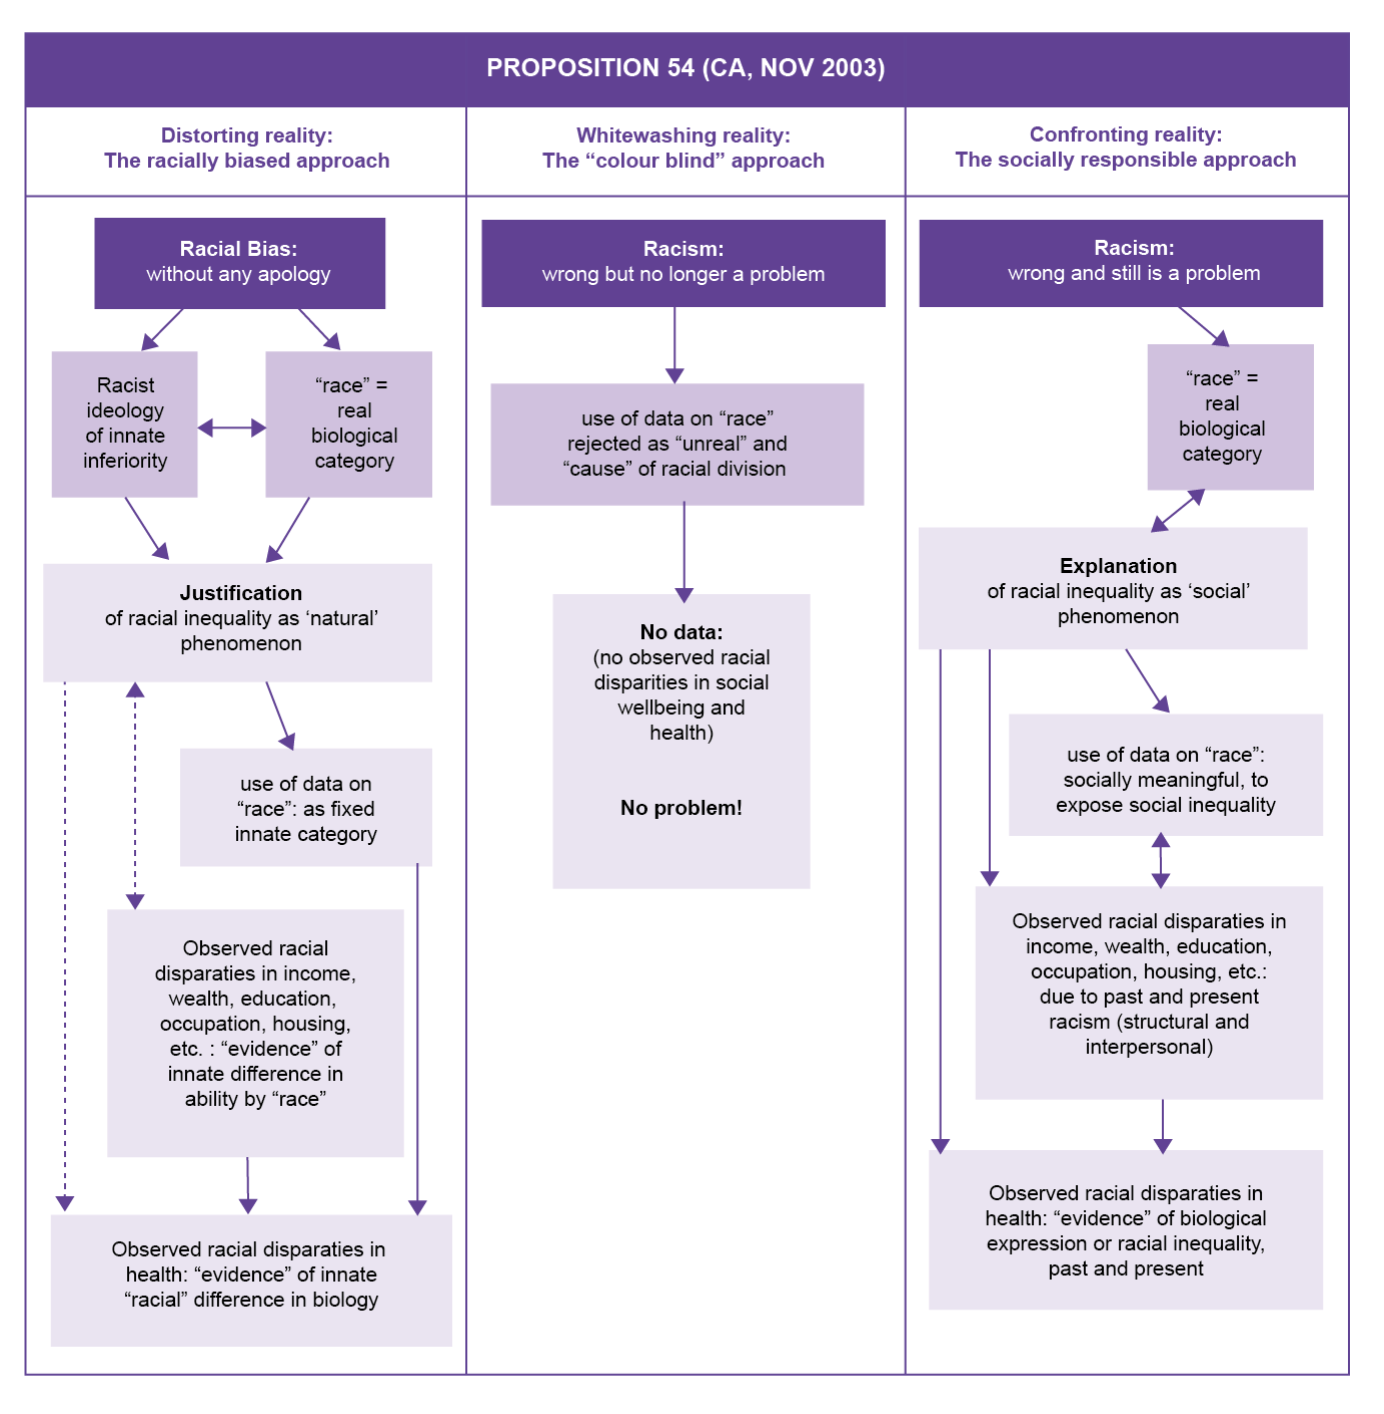 PROPOSITION 54 (CA, NOV 2003)
Distorting reality:
The racially biased approach
Whitewashing reality:
The “colour blind” approach
Confronting reality:
The socially responsible approach
Racial Bias:
without any apology
Racist
ideology
of innate
inferiority
“race” =
real
biological
category
Justification
of racial inequality as ‘natural’
phenomenon
use of data on
“race”: as fixed
innate category
Observed racial
disparaties in income,
wealth, education,
occupation, housing,
etc. : “evidence” of
innate difference in
ability by “race”
Observed racial disparaties in
health: “evidence” of innate
“racial” difference in biology
Racism:
wrong but no longer a problem
use of data on “race”
rejected as “unreal” and
“cause” of racial division
No data:
(no observed racial
disparities in social
wellbeing and
health)
No problem!
Racism:
wrong and still is a problem
“race” =
real
biological
category
Explanation
of racial inequality as ‘social’
phenomenon
use of data on “race”:
socially meaningful, to
expose social inequality
Observed racial disparaties in
income, wealth, education,
occupation, housing, etc.:
due to past and present
racism (structural and
interpersonal)
Observed racial disparaties in
health: “evidence” of biological
expression or racial inequality,
past and present